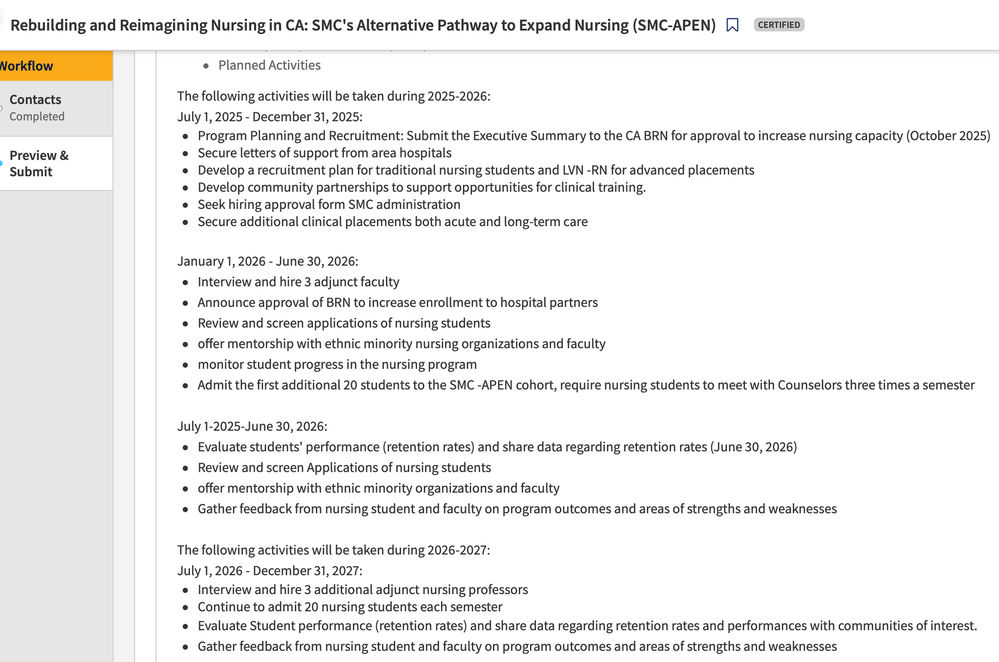 Rebuilding and Reimagining Nursing in CA: SMC's Alternative Pathway to Expand Nursing (SMC-APEN) CERTIFIED
Workflow
Contacts
Completed
Preview &
Submit
• Planned Activities
The following activities will be taken during 2025-2026:
July 1, 2025 - December 31, 2025:
• Program Planning and Recruitment: Submit the Executive Summary to the CA BRN for approval to increase nursing capacity (October 2025)
• Secure letters of support from area hospitals
• Develop a recruitment plan for traditional nursing students and LVN -RN for advanced placements
• Develop community partnerships to support opportunities for clinical training.
• Seek hiring approval form SMC administration
• Secure additional clinical placements both acute and long-term care
January 1, 2026 - June 30, 2026:
• Interview and hire 3 adjunct faculty
• Announce approval of BRN to increase enrollment to hospital partners
• Review and screen applications of nursing students
• offer mentorship with ethnic minority nursing organizations and faculty
• monitor student progress in the nursing program
• Admit the first additional 20 students to the SMC -APEN cohort, require nursing students to meet with Counselors three times a semester
July 1-2025-June 30, 2026:
• Evaluate students' performance (retention rates) and share data regarding retention rates (June 30, 2026)
• Review and screen Applications of nursing students
• offer mentorship with ethnic minority organizations and faculty
• Gather feedback from nursing student and faculty on program outcomes and areas of strengths and weaknesses
The following activities will be taken during 2026-2027:
July 1, 2026 - December 31, 2027:
• Interview and hire 3 additional adjunct nursing professors
• Continue to admit 20 nursing students each semester
• Evaluate Student performance (retention rates) and share data regarding retention rates and performances with communities of interest.
• Gather feedback from nursing student and faculty on program outcomes and areas of strengths and weaknesses